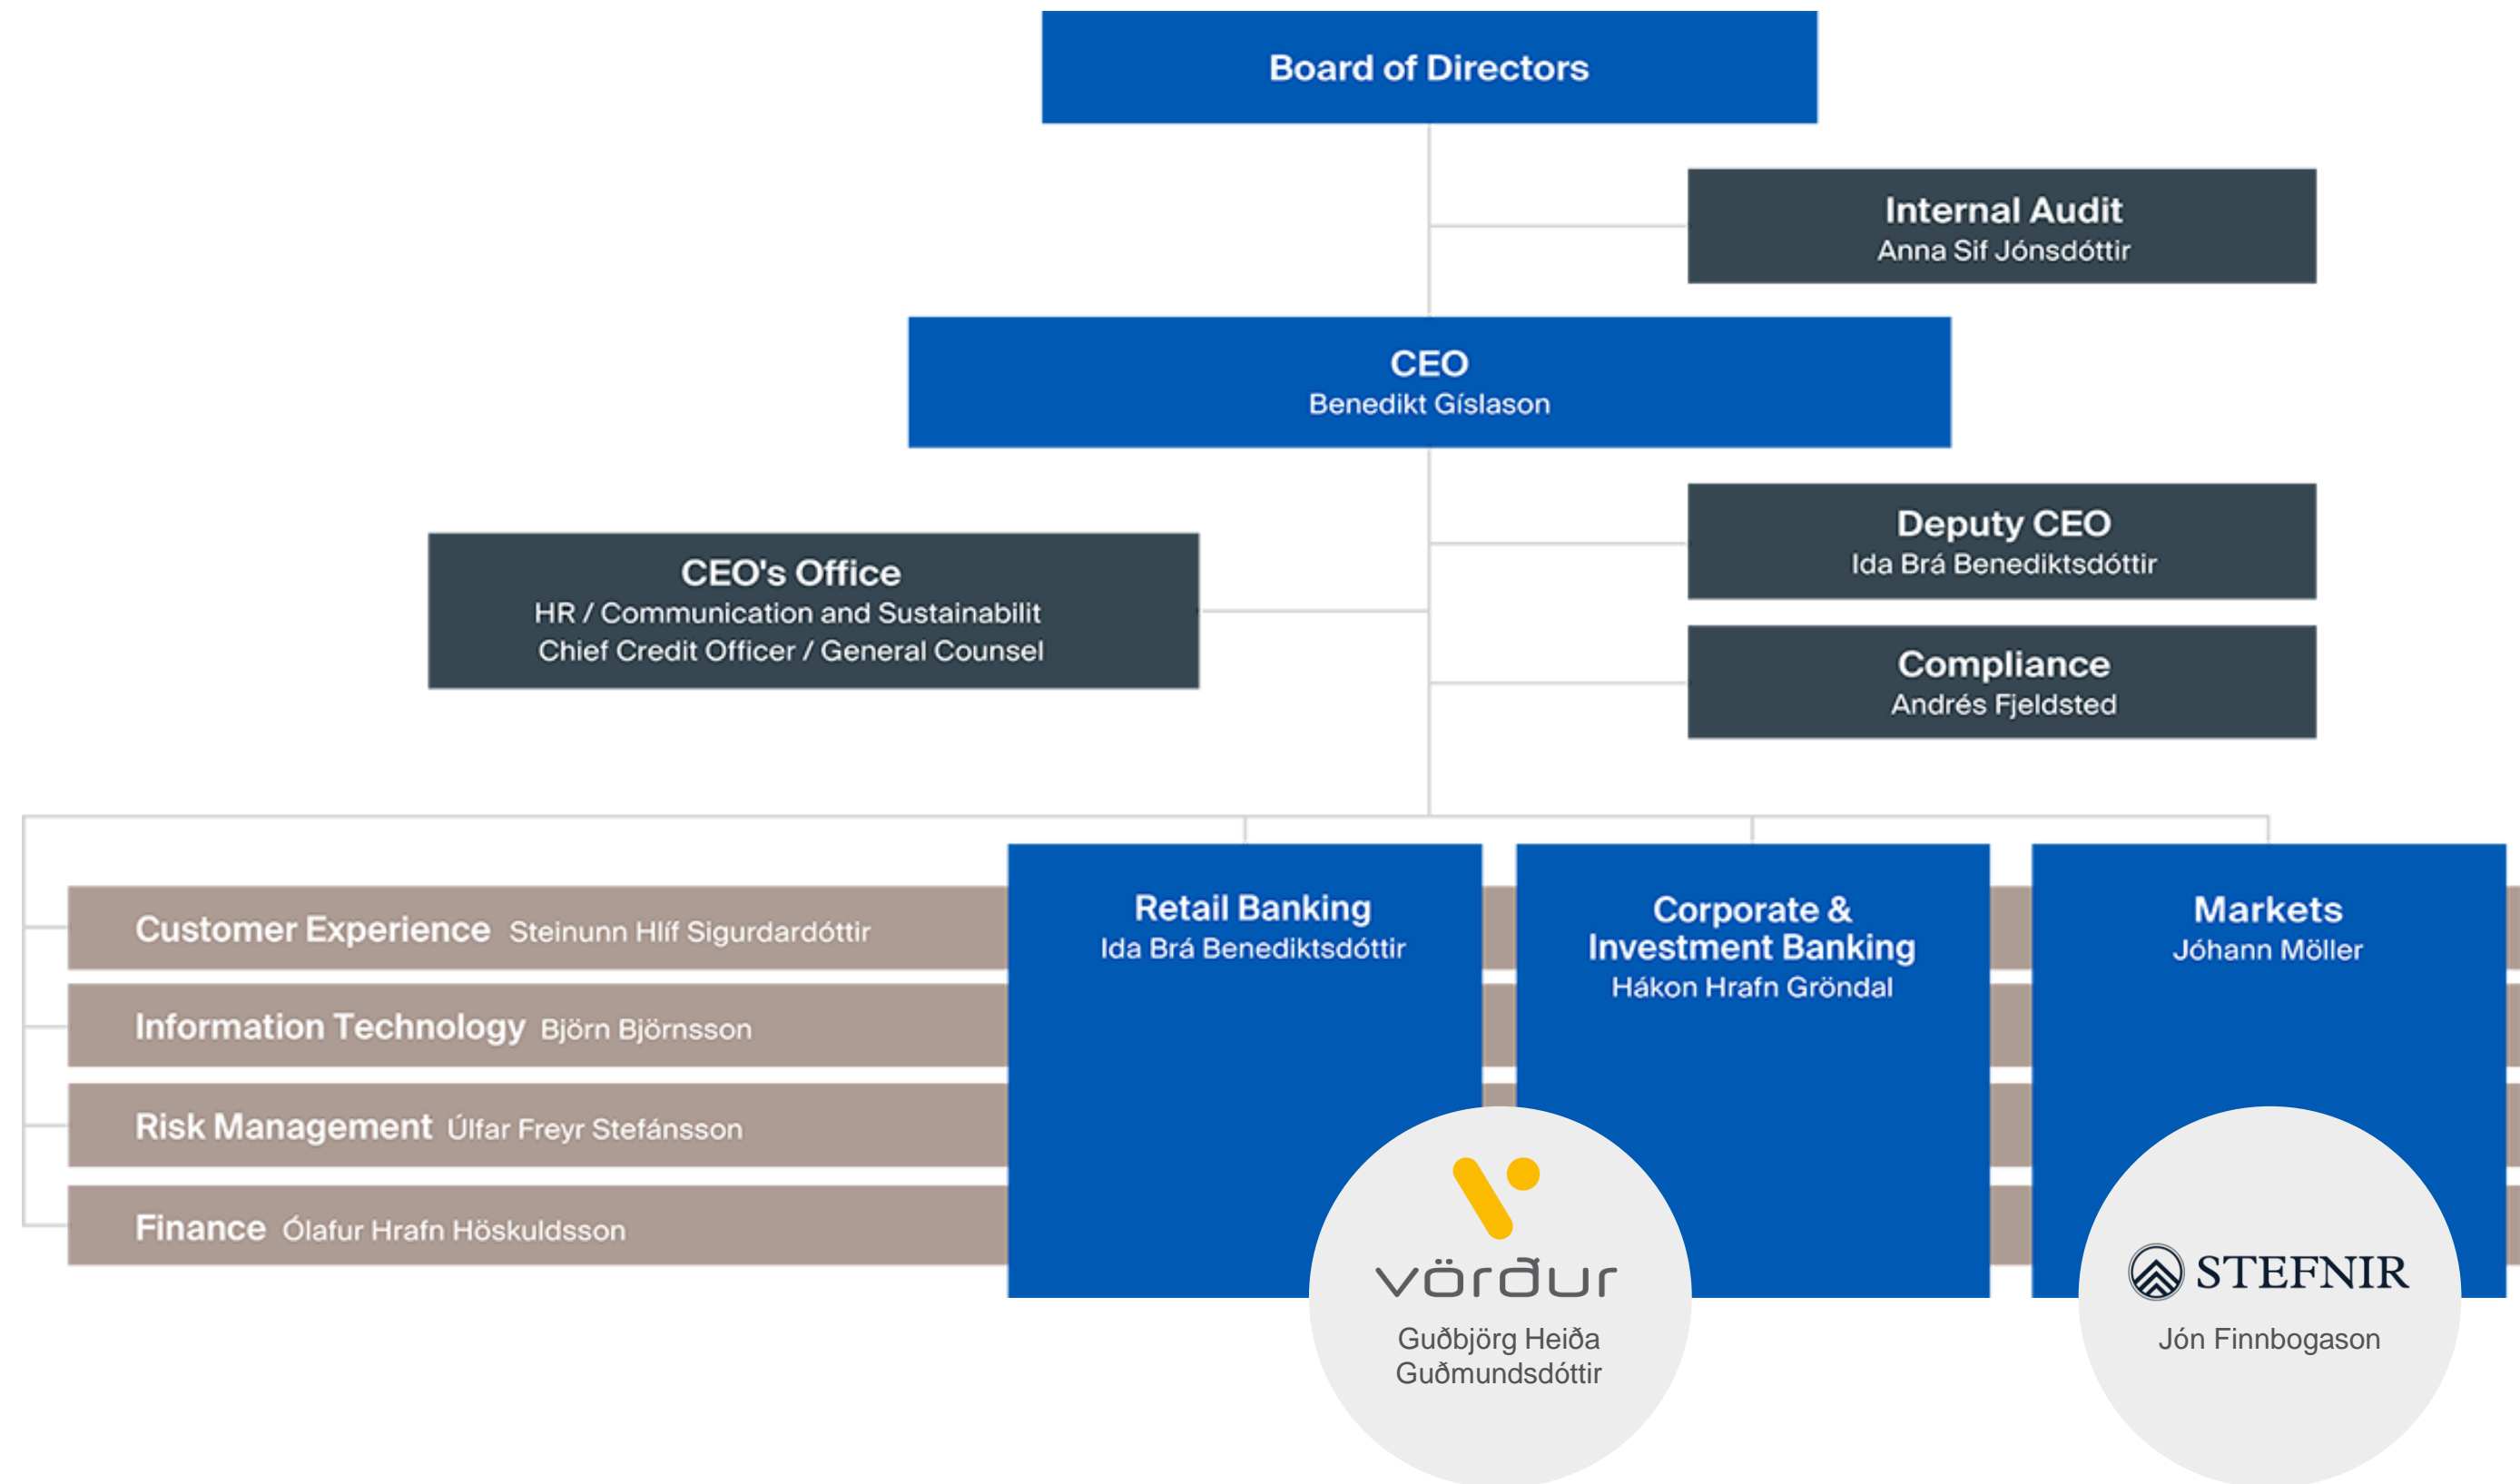 Board of Directors
Internal Audit
Anna Sif Jónsdóttir
CEO
Benedikt Gíslason
Deputy CEO
Ida Brá Benediktsdóttir
CEO's Office
HR / Communication and Sustainabilit
Chief Credit Officer / General Counsel
Compliance
Andrés Fjeldsted
Customer Experience Steinunn Hlíf Sigurdardóttir
Information Technology Björn Björnsson
Risk Management Úlfar Freyr Stefánsson
Finance Ólafur Hrafn Höskuldsson
Retail Banking
Ida Brá Benediktsdóttir
Corporate &
Investment Banking
Hákon Hrafn Gröndal
Markets
Jóhann Möller
vörður
Guðbjörg Heiða
Guðmundsdóttir
STEFNIR
Jón Finnbogason